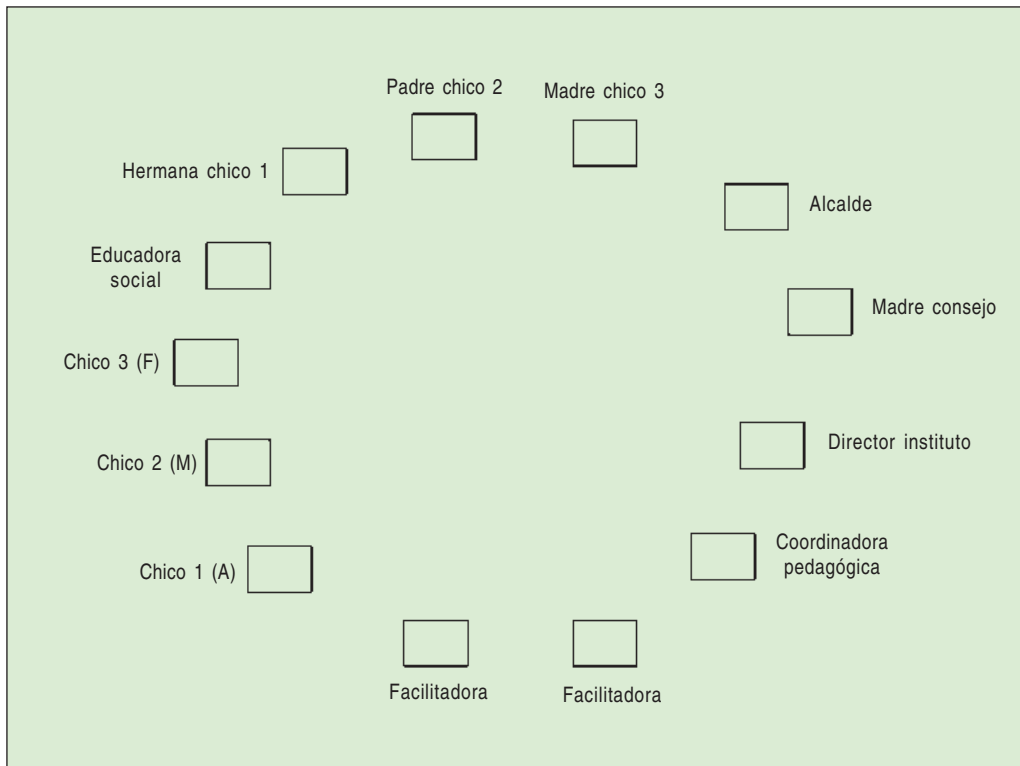 Padre chico 2
Madre chico 3
Hermana chico 1
Alcalde
Educadora
social
Madre consejo
Chico 3 (F)
Director instituto
Chico 2 (M)
Coordinadora
pedagógica
Chico 1 (A)
Facilitadora
Facilitadora